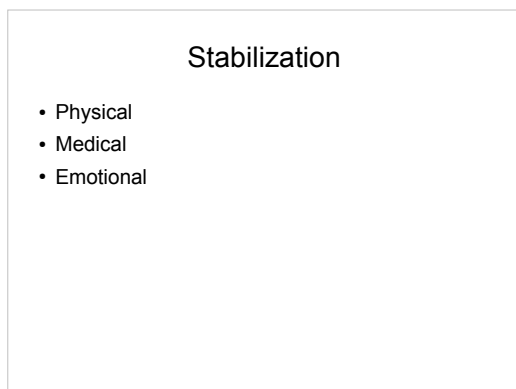 Stabilization
• Physical
• Medical
• Emotional